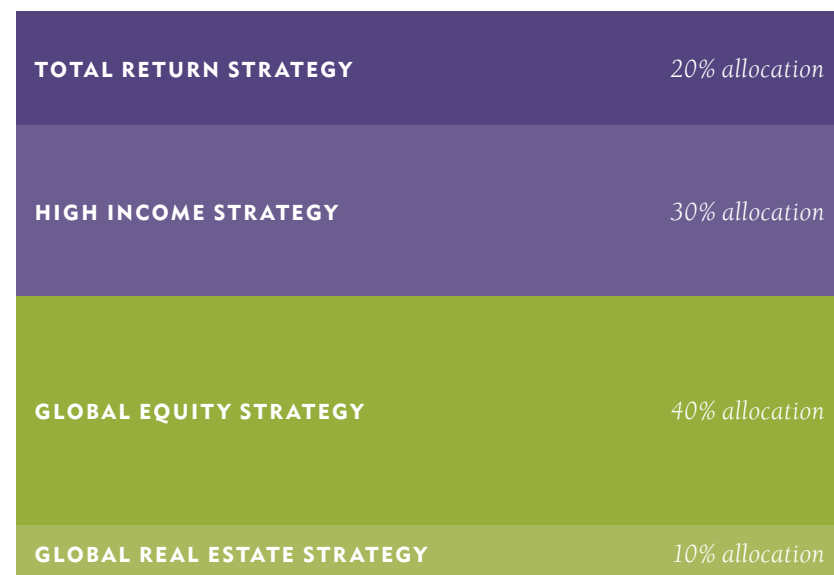 TOTAL RETURN STRATEGY 20% allocation
HIGH INCOME STRATEGY 30% allocation
GLOBAL EQUITY STRATEGY 40% allocation
GLOBAL REAL ESTATE STRATEGY 10% allocation